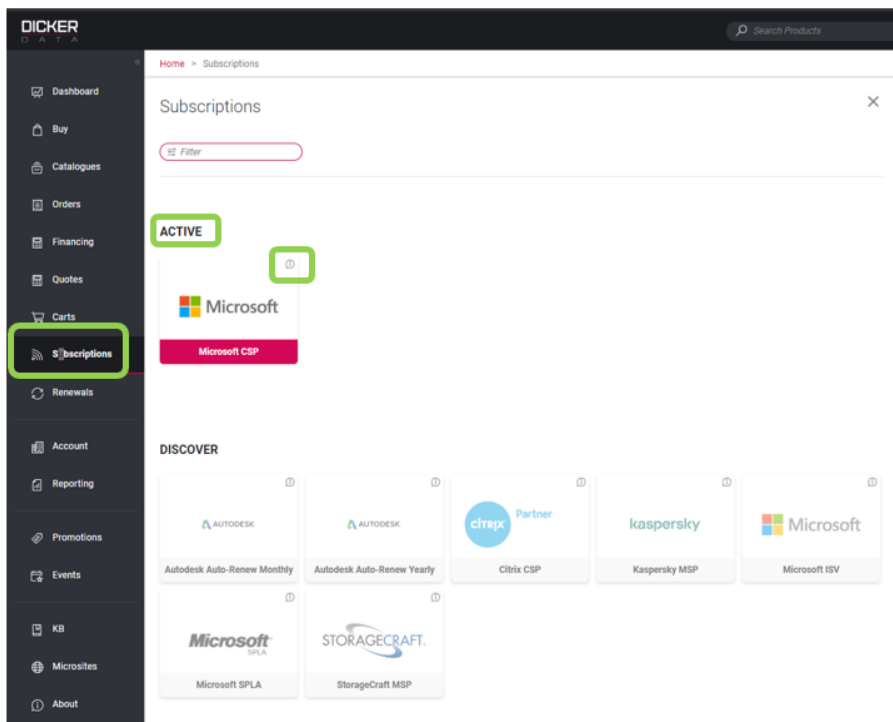 DICKER
DATA
Search Products
Home > Subscriptions
Subscriptions
Filter
Dashboard
Buy
Catalogues
Orders
Financing
Quotes
Carts
Subscriptions
Renewals
Account
Reporting
Promotions
Events
KB
Microsites
About
ACTIVE
Microsoft
Microsoft CSP
DISCOVER
AUTODESK
Autodesk Auto-Renew Monthly
AUTODESK
Autodesk Auto-Renew Yearly
CİTRIX Partner
Citrix CSP
kaspersky
Kaspersky MSP
Microsoft
Microsoft ISV
Microsoft
SPLA
Microsoft SPLA
STORAGECRAFT.
StorageCraft MSP